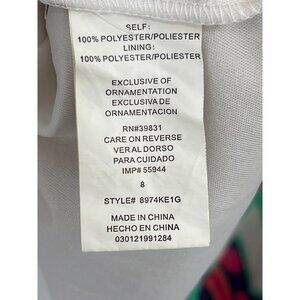 SELF:
100% POLYESTER/POLIESTER
LINING:
100% POLYESTER/POLIESTER
EXCLUSIVE OF
ORNAMENTATION
EXCLUSIVA DE
ORNAMENTACION
RN#39831
CARE ON REVERSE
VER AL DORSO
PARA CUIDADO
IMP# 55944
8
STYLE# 8974KE1G
MADE IN CHINA
HECHO EN CHINA
030121991284